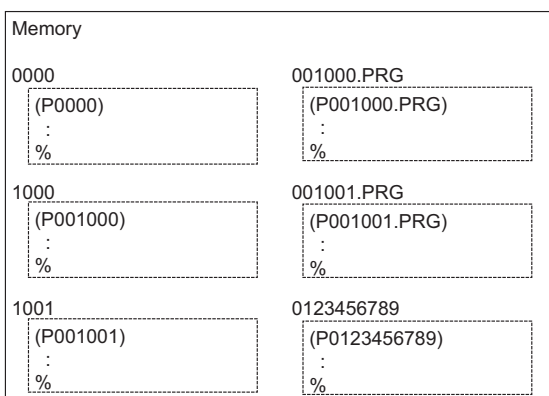 Memory
0000
(P0000)
:
%
1000
(P001000)
:
%
1001
(P001001)
:
%
001000.PRG
(P001000.PRG)
:
%
001001.PRG
(P001001.PRG)
:
%
0123456789
(P0123456789)
:
%